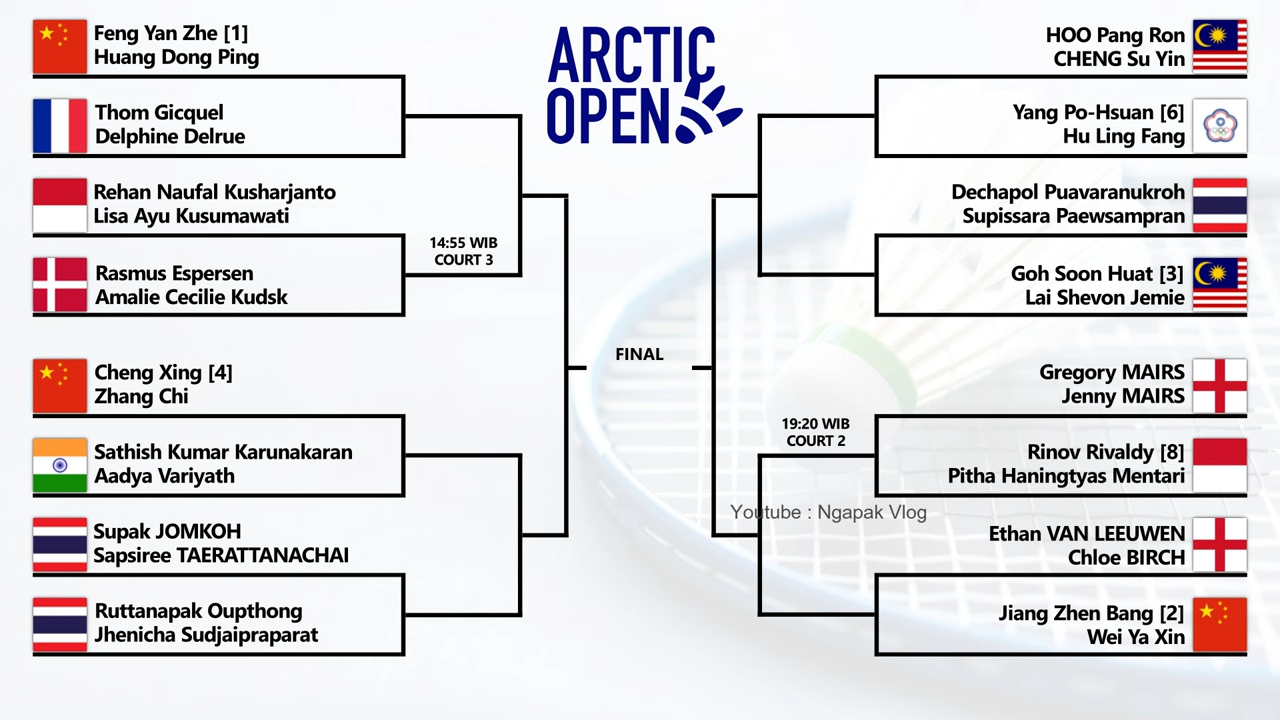 Feng Yan Zhe [1]
Huang Dong Ping
Thom Gicquel
Delphine Delrue
Rehan Naufal Kusharjanto
Lisa Ayu Kusumawati
14:55 WIB
COURT 3
Rasmus Espersen
Amalie Cecilie Kudsk
Cheng Xing [4]
Zhang Chi
Sathish Kumar Karunakaran
Aadya Variyath
Supak JOMKOH
Sapsiree TAERATTANACHAI
Ruttanapak Oupthong
Jhenicha Sudjaipraparat
ARCTIC
OPEN
FINAL
HOO Pang Ron
CHENG Su Yin
Yang Po-Hsuan [6]
Hu Ling Fang
Dechapol Puavaranukroh
Supissara Paewsampran
Goh Soon Huat [3]
Lai Shevon Jemie
Gregory MAIRS
Jenny MAIRS
19:20 WIB
COURT 2
Rinov Rivaldy [8]
Pitha Haningtyas Mentari
Youtube : Ngapak Vlog
Ethan VAN LEEUWEN
Chloe BIRCH
Jiang Zhen Bang [2]
Wei Ya Xin